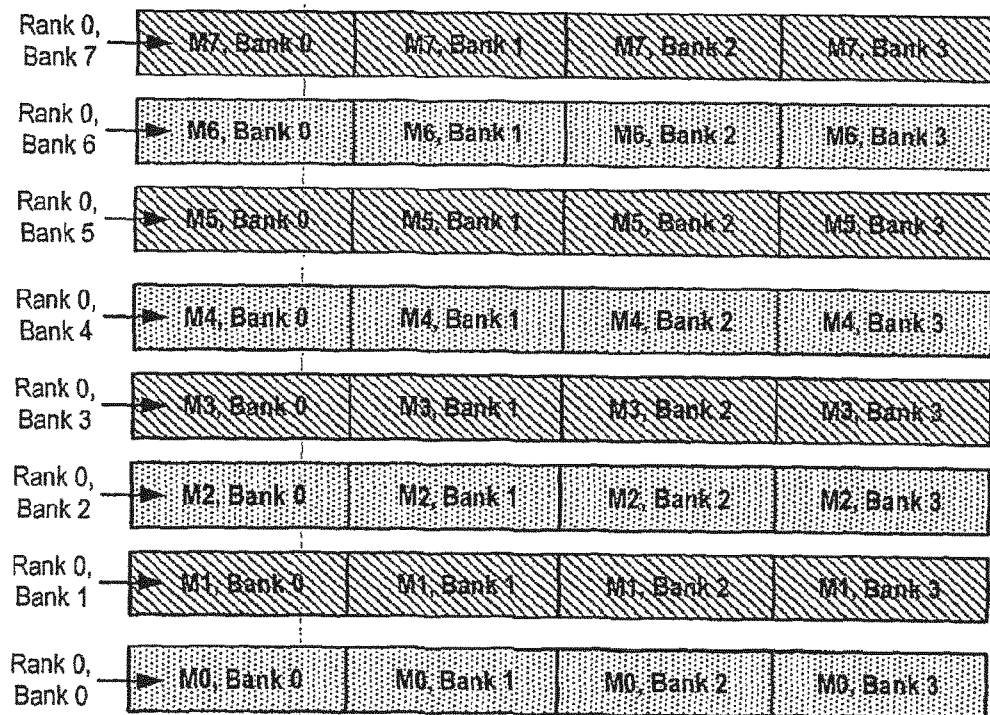 Rank 0,
Bank 7
M7, Bank 0 M7, Bank 1 M7, Bank 2 M7, Bank 3
Rank 0,
Bank 6
M6, Bank 0 M6, Bank 1 M6, Bank 2 M6, Bank 3
Rank 0,
Bank 5
M5, Bank 0 M5, Bank 1 M5, Bank 2 M5, Bank 3
Rank 0,
Bank 4
M4, Bank 0 M4, Bank 1 M4, Bank 2 M4, Bank 3
Rank 0,
Bank 3
M3, Bank 0 M3, Bank 1 M3, Bank 2 M3, Bank 3
Rank 0,
Bank 2
M2, Bank 0 M2, Bank 1 M2, Bank 2 M2, Bank 3
Rank 0,
Bank 1
M1, Bank 0 M1, Bank 1 M1, Bank 2 M1, Bank 3
Rank 0,
Bank 0
M0, Bank 0 M0, Bank 1 M0, Bank 2 M0, Bank 3